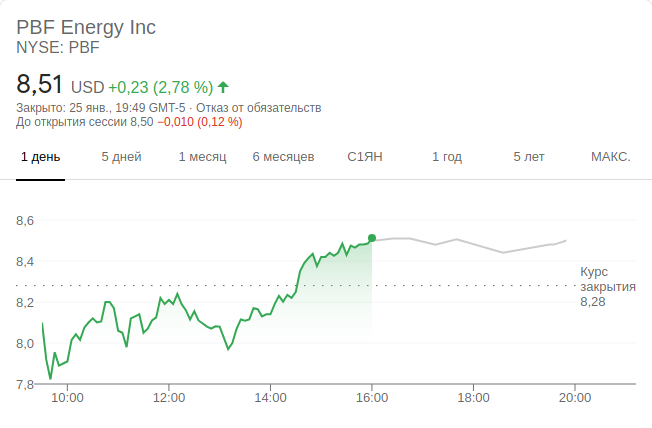 PBF Energy Inc
NYSE: PBF
8,51 USD +0,23 (2,78 %)
Закрыто: 25 янв., 19:49 GMT-5 · Отказ от обязательств
До открытия сессии 8,50 −0,010 (0,12 %)
1 день 5 дней 1 месяц 6 месяцев С1ЯН 1 год 5 лет МАКС.
8,6
8,4
Курс
закрытия
8,28
8,2
8,0
7,8
10:00 12:00 14:00 16:00 18:00 20:00